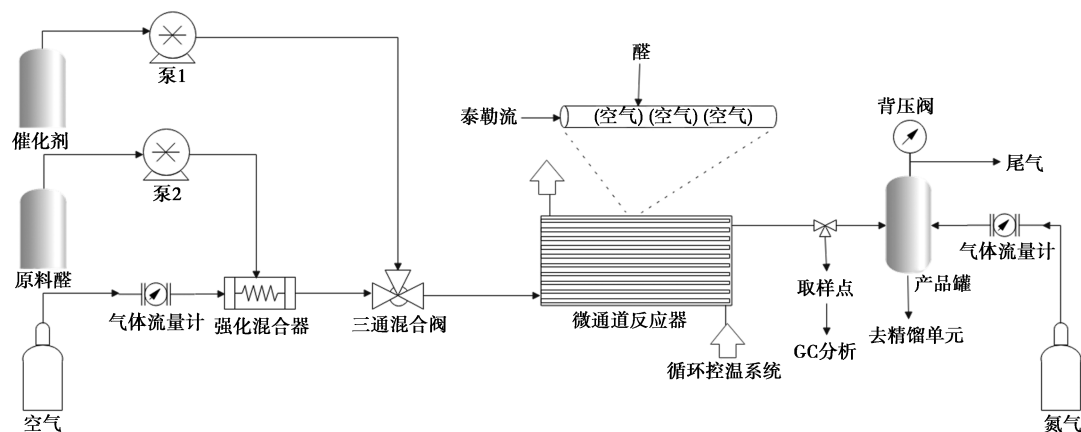 泵1
催化剂
泵2
原料醛
气体流量计
强化混合器
三通混合阀
空气
醛
泰勒流
(空气) (空气) (空气)
微通道反应器
循环控温系统
取样点
GC分析
背压阀
尾气
产品罐
去精馏单元
气体流量计
氮气